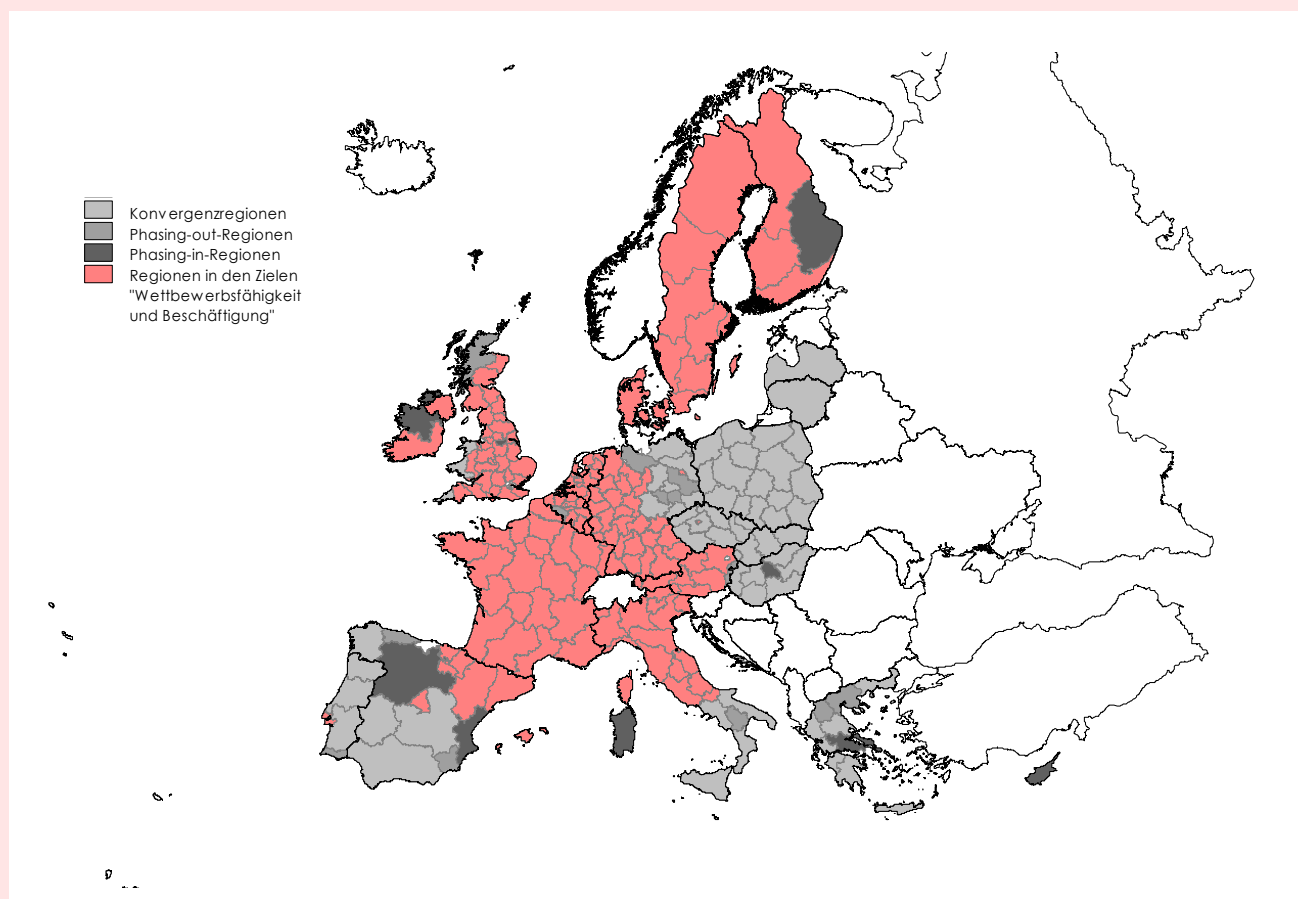 Konvergenzregionen
Phasing-out-Regionen
Phasing-in-Regionen
Regionen in den Zielen
"Wettbewerbsfähigkeit
und Beschäftigung"